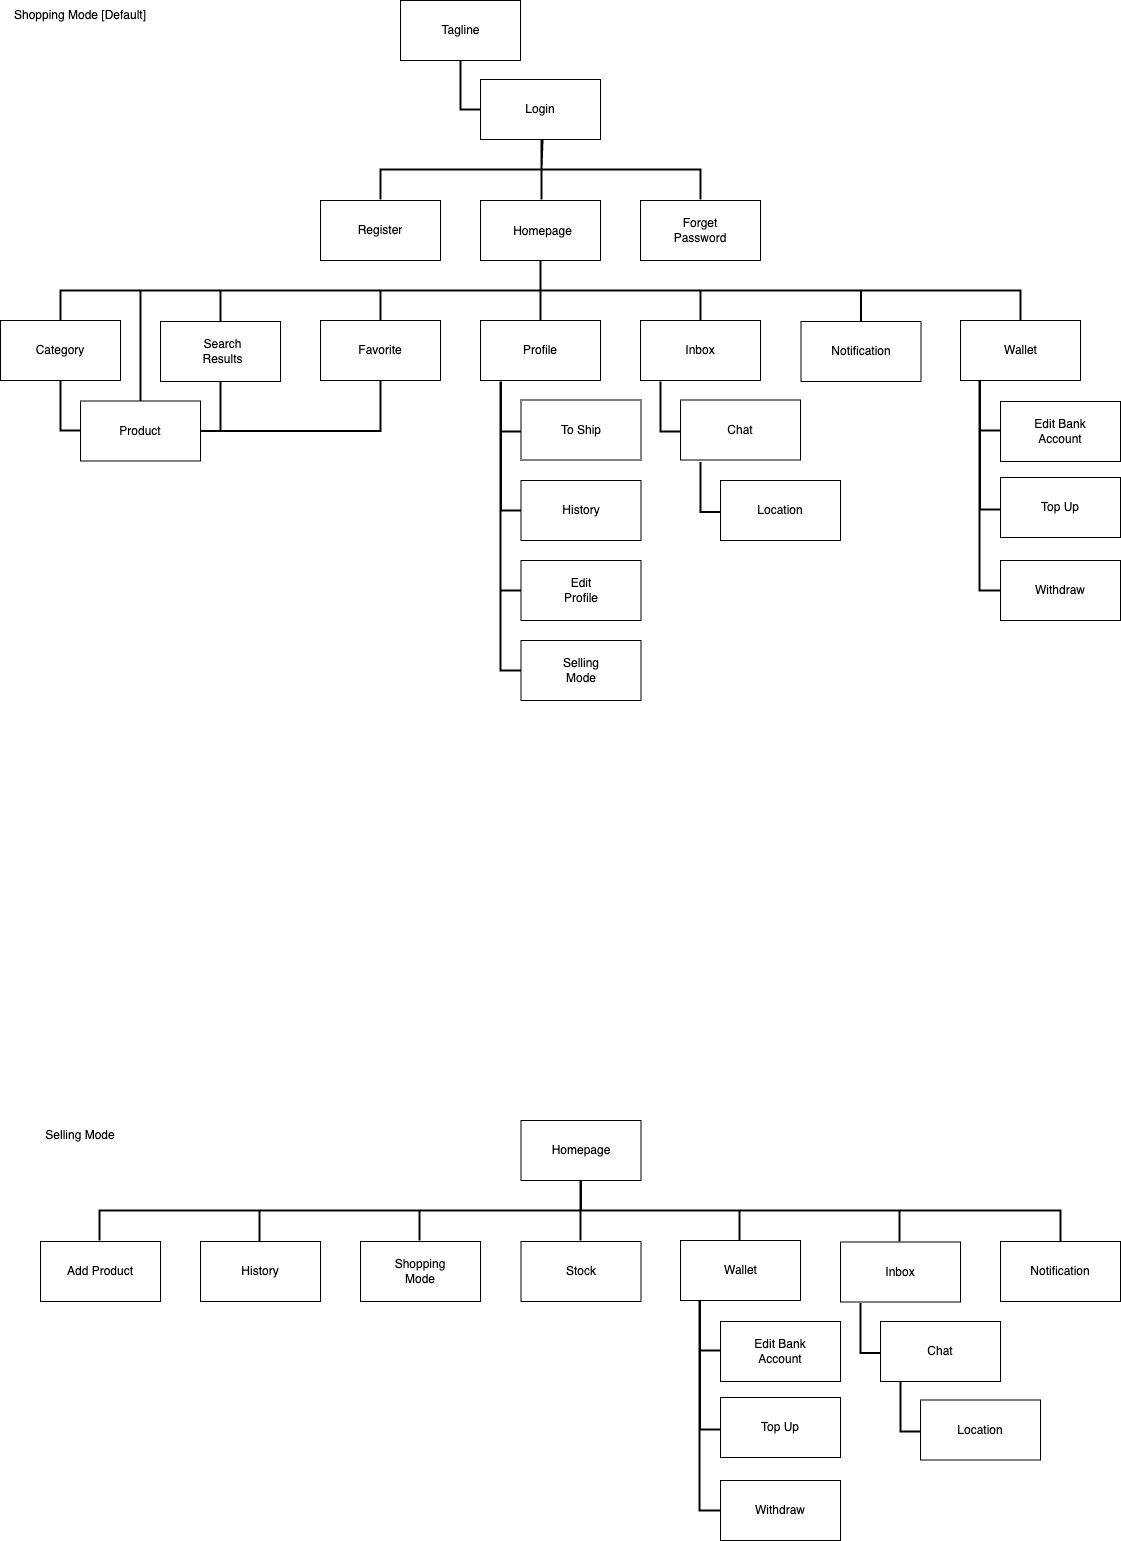 Shopping Mode [Default]
Tagline
Login
Register
Homepage
Forget
Password
Category
Search
Results
Favorite
Profile
Inbox
Notification
Wallet
Product
To Ship
Chat
Edit Bank
Account
History
Location
Top Up
Edit
Profile
Withdraw
Selling
Mode
Selling Mode
Homepage
Add Product
History
Shopping
Mode
Stock
Wallet
Inbox
Notification
Edit Bank
Account
Chat
Top Up
Location
Withdraw